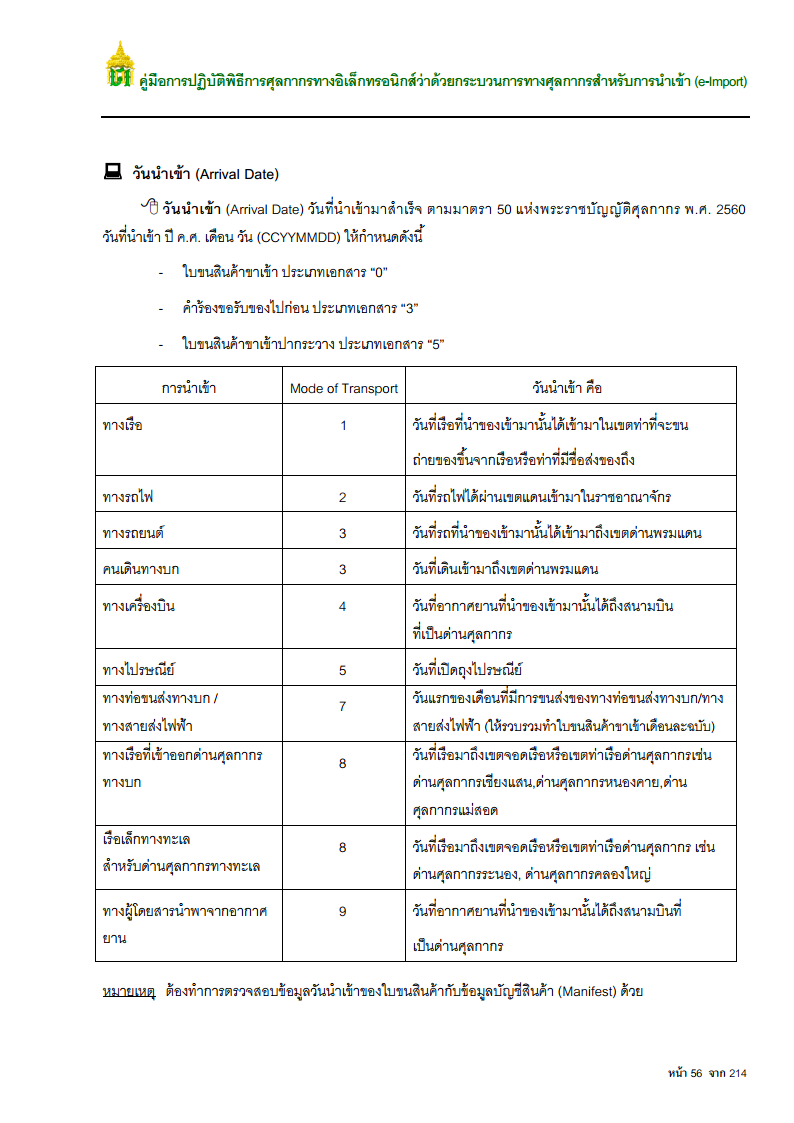 คู่มือการปฏิบัติพิธีการศุลกากรทางอิเล็กทรอนิกส์ว่าด้วยกระบวนการทางศุลกากรสำหรับการนำเข้า (e-Import)
วันนำเข้า (Arrival Date)
วันนำเข้า (Arrival Date) วันที่นำเข้ามาสำเร็จ ตามมาตรา 50 แห่งพระราชบัญญัติศุลกากร พ.ศ. 2560
วันที่นำเข้า ปี ค.ศ. เดือน วัน (CCYYMMDD) ให้กำหนดดังนี้
- ใบขนสินค้าขาเข้า ประเภทเอกสาร “0”
- คำร้องขอรับของไปก่อน ประเภทเอกสาร “3”
- ใบขนสินค้าขาเข้าปากระวาง ประเภทเอกสาร “5”
การนำเข้า Mode of Transport วันนำเข้า คือ
ทางเรือ 1 วันที่เรือที่นำของเข้ามานั้นได้เข้ามาในเขตท่าที่จะขน
ถ่ายของขึ้นจากเรือหรือท่าที่มีชื่อส่งของถึง
ทางรถไฟ 2 วันที่รถไฟได้ผ่านเขตแดนเข้ามาในราชอาณาจักร
ทางรถยนต์ 3 วันที่รถที่นำของเข้ามานั้นได้เข้ามาถึงเขตด่านพรมแดน
คนเดินทางบก 3 วันที่เดินเข้ามาถึงเขตด่านพรมแดน
ทางเครื่องบิน 4 วันที่อากาศยานที่นำของเข้ามานั้นได้ถึงสนามบิน
ที่เป็นด่านศุลกากร
ทางไปรษณีย์ 5 วันที่เปิดถุงไปรษณีย์
ทางท่อขนส่งทางบก / 7 วันแรกของเดือนที่มีการขนส่งของทางท่อขนส่งทางบก/ทาง
ทางสายส่งไฟฟ้า สายส่งไฟฟ้า (ให้รวบรวมทำใบขนสินค้าขาเข้าเดือนละฉบับ)
ทางเรือที่เข้าออกด่านศุลกากร 8 วันที่เรือมาถึงเขตจอดเรือหรือเขตท่าเรือด่านศุลกากรเช่น
ทางบก ด่านศุลกากรเชียงแสน,ด่านศุลกากรหนองคาย,ด่าน
ศุลกากรแม่สอด
เรือเล็กทางทะเล 8 วันที่เรือมาถึงเขตจอดเรือหรือเขตท่าเรือด่านศุลกากร เช่น
สำหรับด่านศุลกากรทางทะเล ด่านศุลกากรระนอง, ด่านศุลกากรคลองใหญ่
ทางผู้โดยสารนำพาจากอากาศ 9 วันที่อากาศยานที่นำของเข้ามานั้นได้ถึงสนามบินที่
ยาน เป็นด่านศุลกากร
หมายเหตุ ต้องทำการตรวจสอบข้อมูลวันนำเข้าของใบขนสินค้ากับข้อมูลบัญชีสินค้า (Manifest) ด้วย
หน้า 56 จาก 214